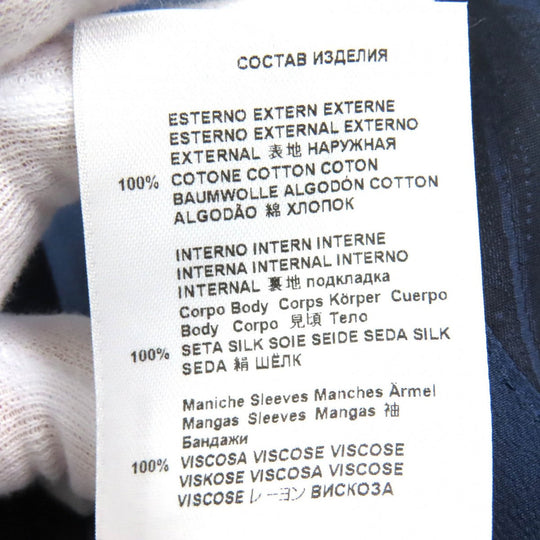 СОСТАВ ИЗДЕЛИЯ
ESTERNO EXTERN EXTERNE
ESTERNO EXTERNAL EXTERNO
EXTERNAL 表地 НАРУЖНАЯ
100% COTONE COTTON COTON
BAUMWOLLE ALGODÓN COTTON
ALGODÃO 綿 ХЛОПОК
INTERNO INTERN INTERNE
INTERNA INTERNAL INTERNO
INTERNAL 裏地 подкладка
Corpo Body Corps Körper Cuerpo
Body Corpo 見頃 Тело
100% SETA SILK SOIE SEIDE SEDA SILK
SEDA 絹 ШЁЛК
Maniche Sleeves Manches Ärmel
Mangas Sleeves Mangas 袖
Бандажи
100% VISCOSA VISCOSE VISCOSE
VISKOSE VISCOSA VISCOSE
VISCOSE レーヨン ВИСКОЗА